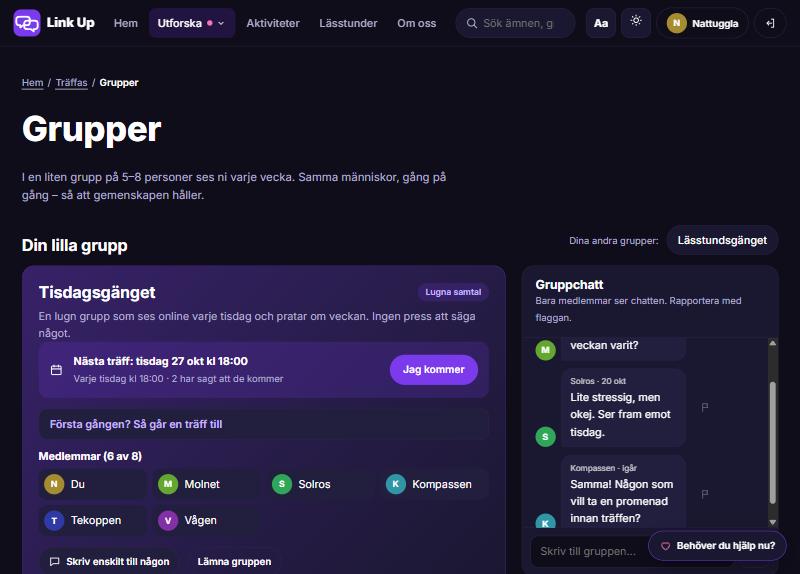 Link Up
Hem
Utforska
Aktiviteter
Lässtunder
Om oss
Sök ämnen, g
Aa
N
Nattuggla
Hem / Träffas / Grupper
Grupper
I en liten grupp på 5–8 personer ses ni varje vecka. Samma människor, gång på
gång – så att gemenskapen håller.
Din lilla grupp
Dina andra grupper:
Lässtundsgänget
Tisdagsgänget
Lugna samtal
En lugn grupp som ses online varje tisdag och pratar om veckan. Ingen press att säga
något.
Nästa träff: tisdag 27 okt kl 18:00
Varje tisdag kl 18:00 · 2 har sagt att de kommer
Jag kommer
Första gången? Så går en träff till
Medlemmar (6 av 8)
N Du
M Molnet
S Solros
K Kompassen
T Tekoppen
V Vågen
Skriv enskilt till någon
Lämna gruppen
Gruppchatt
Bara medlemmar ser chatten. Rapportera med
flaggan.
M
veckan varit?
Solros · 20 okt
Lite stressig, men
okej. Ser fram emot
tisdag.
S
Kompassen · igår
Samma! Någon som
vill ta en promenad
innan träffen?
K
Skriv till gruppen...
Behöver du hjälp nu?